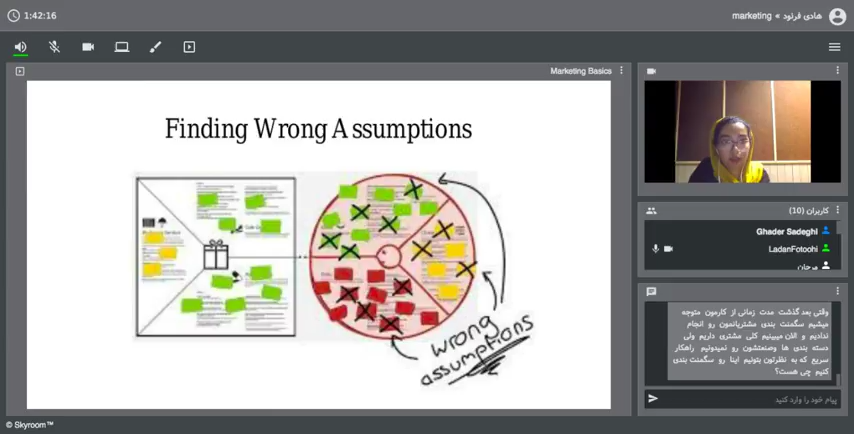 1:42:16
هادی فرنود » marketing
Marketing Basics
Finding Wrong Assumptions
wrong
assumptions
کاربران (10)
Ghader Sadeghi
LadanFotoohi
مرجان
وقتی بعد گذشت مدت زمانی از کارمون متوجه
میشیم سگمنت بندی مشتریانمون رو انجام
ندادیم و الان میبینیم کلی مشتری داریم ولی
دسته بندی ها وصنعتشون رو نمیدونیم راهکار
سریع که به نظرتون بتونیم اینا رو سگمنت بندی
کنیم چی هست؟
پیام خود را وارد کنید
© Skyroom™